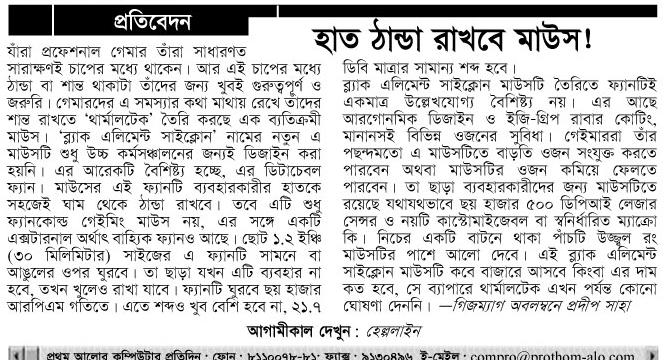 প্রতিবেদন
হাত ঠান্ডা রাখবে মাউস!
যাঁরা প্রফেশনাল গেমার তাঁরা সাধারণত
সারাক্ষণই চাপের মধ্যে থাকেন। আর এই চাপের মধ্যে
ঠান্ডা বা শান্ত থাকাটা তাঁদের জন্য খুবই গুরুত্বপূর্ণ ও
জরুরি। গেমারদের এ সমস্যার কথা মাথায় রেখে তাঁদের
শান্ত রাখতে ‘থার্মালটেক’ তৈরি করছে এক ব্যতিক্রমী
মাউস। ‘ব্ল্যাক এলিমেন্ট সাইক্লোন’ নামের নতুন এ
মাউসটি শুধু উচ্চ কর্মসঞ্চালনের জন্যই ডিজাইন করা
হয়নি। এর আরেকটি বৈশিষ্ট্য হচ্ছে, এর ডিটাচেবল
ফ্যান। মাউসের এই ফ্যানটি ব্যবহারকারীর হাতকে
সহজেই ঘাম থেকে ঠান্ডা রাখবে। তবে এটি শুধু
ফ্যানকোল্ড গেইমিং মাউস নয়, এর সঙ্গে একটি
এক্সটারনাল অর্থাৎ বাহ্যিক ফ্যানও আছে। ছোট ১.২ ইঞ্চি
(৩০ মিলিমিটার) সাইজের এ ফ্যানটি সামনে বা
আঙুলের ওপর ঘুরবে। তা ছাড়া যখন এটি ব্যবহার না
হবে, তখন খুলেও রাখা যাবে। ফ্যানটি ঘুরবে ছয় হাজার
আরপিএম গতিতে। এতে শব্দও খুব বেশি হবে না, ২১.৭
ডিবি মাত্রার সামান্য শব্দ হবে।
ব্ল্যাক এলিমেন্ট সাইক্লোন মাউসটি তৈরিতে ফ্যানটিই
একমাত্র উল্লেখযোগ্য বৈশিষ্ট্য নয়। এর আছে
আরগোনমিক ডিজাইন ও ইজি-গ্রিপ রাবার কোটিং,
মানানসই বিভিন্ন ওজনের সুবিধা। গেইমাররা তাঁর
পছন্দমতো এ মাউসটিতে বাড়তি ওজন সংযুক্ত করতে
পারবেন অথবা মাউসটির ওজন কমিয়ে ফেলতে
পারবেন। তা ছাড়া ব্যবহারকারীদের জন্য মাউসটিতে
রয়েছে যথাযথভাবে ছয় হাজার ৫০০ ডিপিআই লেজার
সেন্সর ও নয়টি কাস্টোমাইজেবল বা স্বনির্ধারিত ম্যাক্রো
কি। নিচের একটি বাটনে থাকা পাঁচটি উজ্জ্বল রং
মাউসটির পাশে আলো দেবে। এই ব্ল্যাক এলিমেন্ট
সাইক্লোন মাউসটি কবে বাজারে আসবে কিংবা এর দাম
কত হবে, সে ব্যাপারে থার্মালটেক এখন পর্যন্ত কোনো
ঘোষণা দেননি। —গিজম্যাগ অবলম্বনে প্রদীপ সাহা
আগামীকাল দেখুন : হেল্পলাইন
প্রথম আলোর কম্পিউটার প্রতিদিন : ফোন : ৮১১০০৭৮-৮১; ফ্যাক্স : ৯১৩০৪৯৬ ই-মেইল : compro@prothom-alo.com